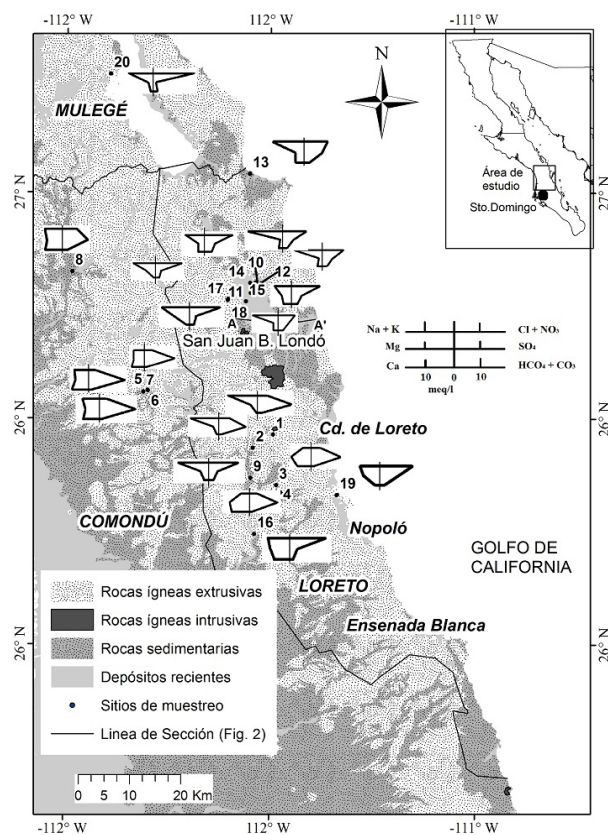 -112° W
-112° W
-111° W
20
MULEGÉ
N
13
27° N
27° N
Área de
estudio
Sto.Domingo
8
10
14
12
17
11
15
18
A
A'
San Juan B. Londó
Na + K
Cl + NO₃
Mg
SO₄
Ca
HCO₄ + CO₃
10
0
10
meq/l
5
7
6
26° N
26° N
1
Cd. de Loreto
2
9
3
4
19
COMONDÚ
16
Nopoló
GOLFO DE
CALIFORNIA
LORETO
Ensenada Blanca
26° N
26° N
Rocas ígneas extrusivas
Rocas ígneas intrusivas
Rocas sedimentarias
Depósitos recientes
Sitios de muestreo
Linea de Sección (Fig. 2)
0
5
10
20 Km
-112° W
-112° W
-111° W